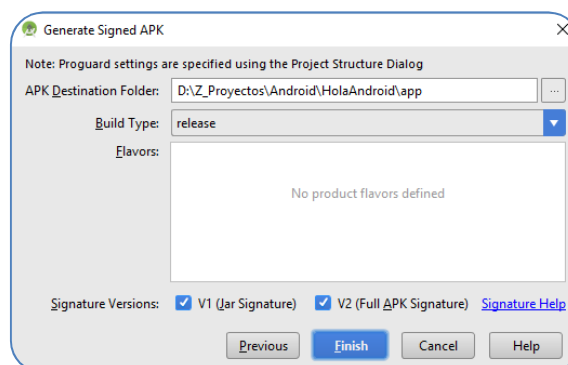 Generate Signed APK
Note: Proguard settings are specified using the Project Structure Dialog
APK Destination Folder: D:\Z_Proyectos\Android\HolaAndroid\app ...
Build Type: release
Flavors:
No product flavors defined
Signature Versions: V1 (Jar Signature) V2 (Full APK Signature) Signature Help
Previous Finish Cancel Help